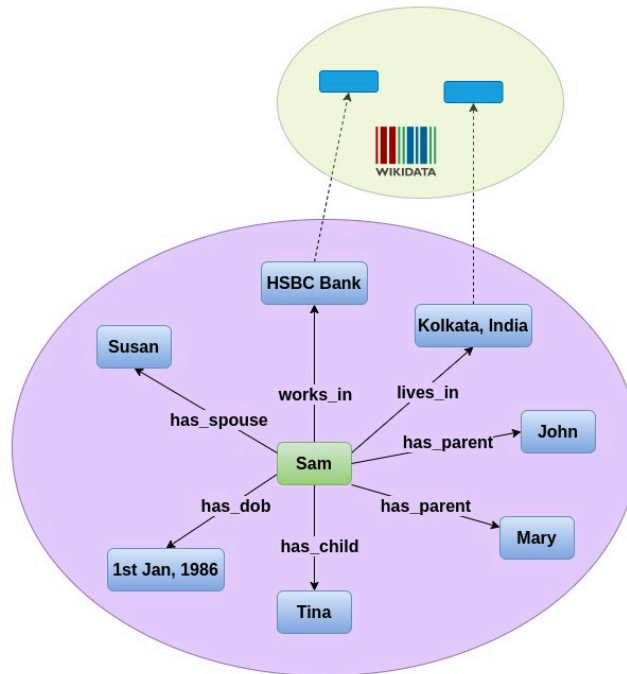 WIKIDATA
HSBC Bank
Kolkata, India
Susan
works_in
lives_in
has_spouse
has_parent
John
Sam
has_dob
has_parent
has_child
Mary
1st Jan, 1986
Tina